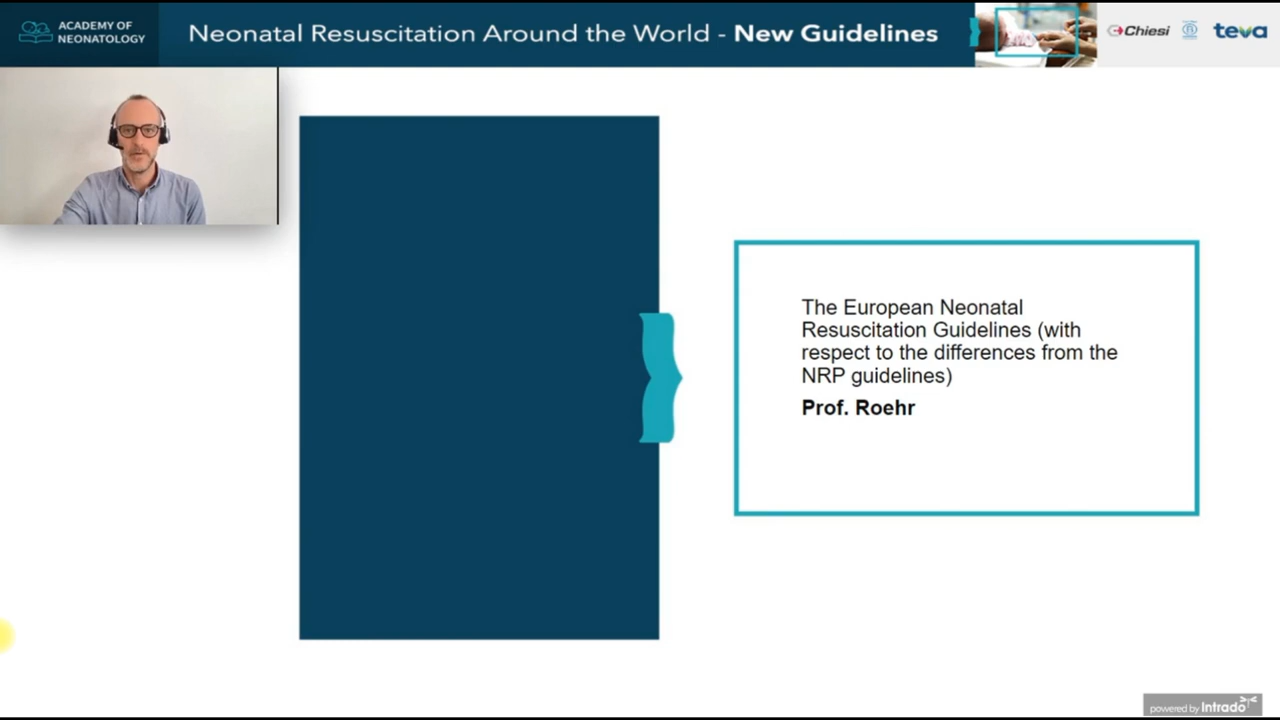 ACADEMY OF
NEONATOLOGY
Neonatal Resuscitation Around the World - New Guidelines
Chiesi
teva
The European Neonatal
Resuscitation Guidelines (with
respect to the differences from the
NRP guidelines)
Prof. Roehr
powered by Intrado